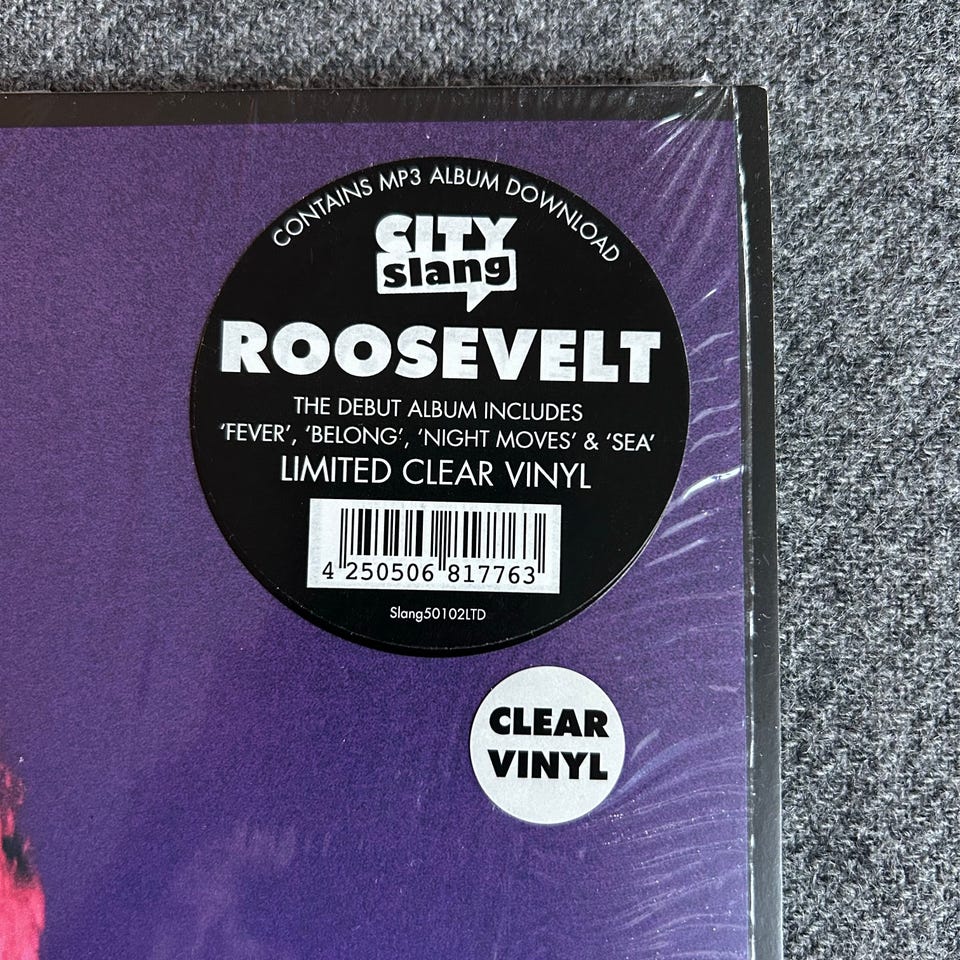 CONTAINS MP3 ALBUM DOWNLOAD
CITY
slang
ROOSEVELT
THE DEBUT ALBUM INCLUDES
'FEVER', 'BELONG', 'NIGHT MOVES' & 'SEA'
LIMITED CLEAR VINYL
4 250506 817763
Slang50102LTD
CLEAR
VINYL